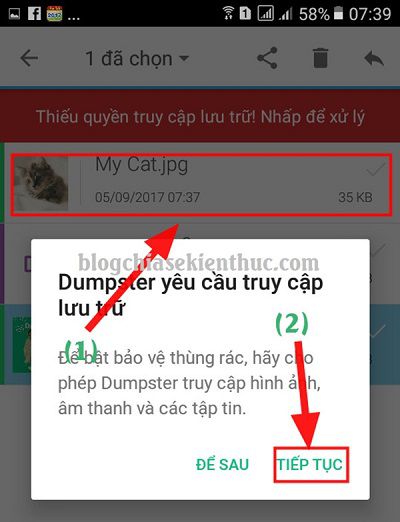 ... 1 58% 07:39
1 đã chọn
Thiếu quyền truy cập lưu trữ! Nhấp để xử lý
My Cat.jpg
05/09/2017 07:37 35 KB
blogchiasekienthuc.com
Dumpster yêu cầu truy cập
lưu trữ
(1)
(2)
Để bật bảo vệ thùng rác, hãy cho
phép Dumpster truy cập hình ảnh,
âm thanh và các tập tin.
ĐỂ SAU TIẾP TỤC